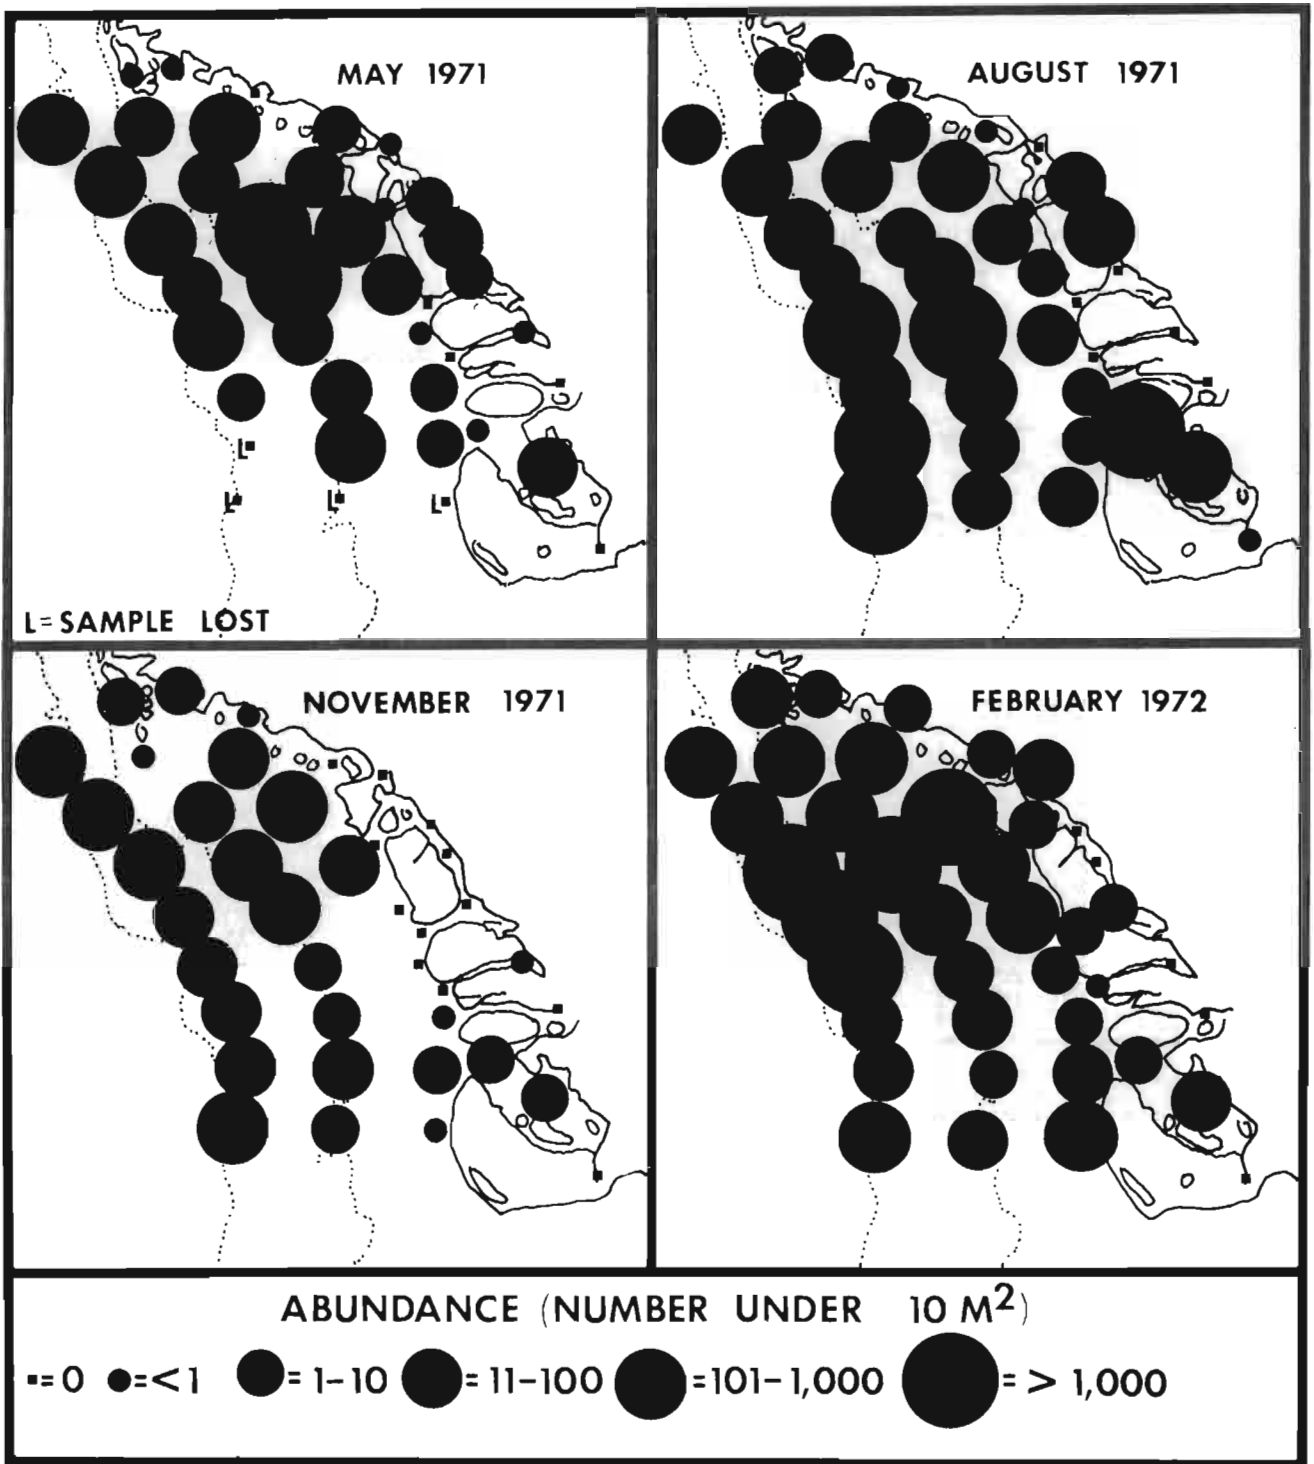 MAY 1971
AUGUST 1971
L
L
L
L
L=SAMPLE LOST
NOVEMBER 1971
FEBRUARY 1972
ABUNDANCE (NUMBER UNDER 10 M²)
=0 =<1 =1-10 =11-100 =101-1,000 => 1,000